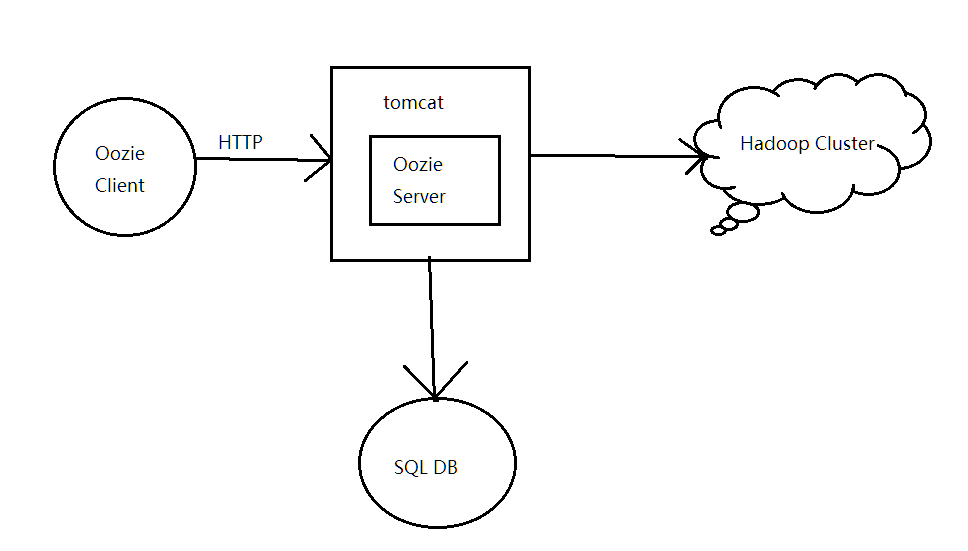 Oozie
Client
HTTP
tomcat
Oozie
Server
Hadoop Cluster
SQL DB